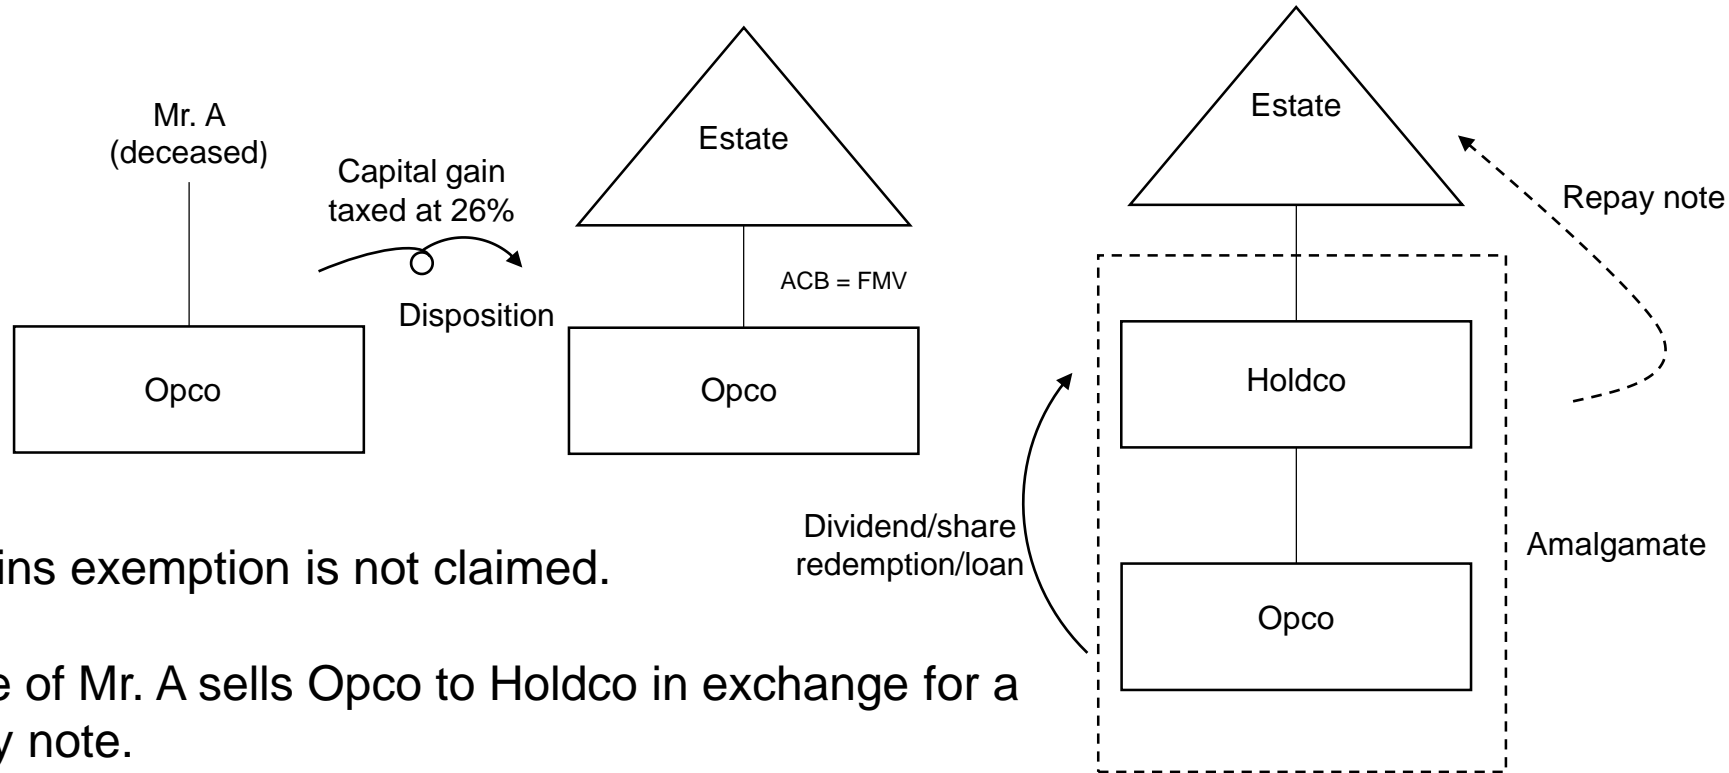 Mr. A
(deceased)
Capital gain
taxed at 26%
Disposition
Opco
Estate
ACB = FMV
Opco
Estate
Repay note
Holdco
Dividend/share
redemption/loan
Amalgamate
Opco
ins exemption is not claimed.
e of Mr. A sells Opco to Holdco in exchange for a
y note.